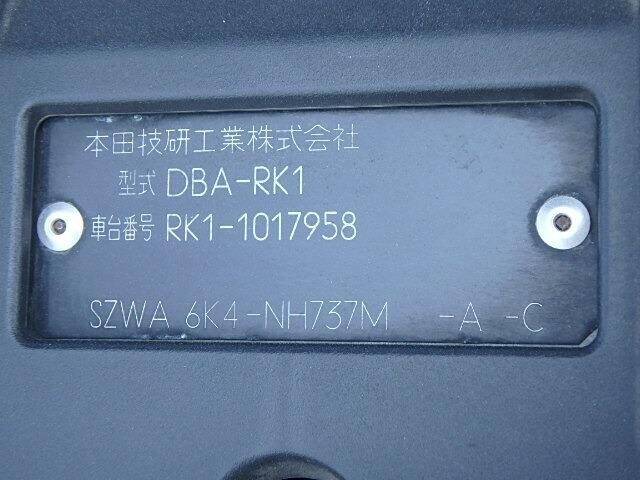 本田技研工業株式会社
型式 DBA-RK1
車台番号 RK1-1017958
SZWA 6K4-NH737M -A -C